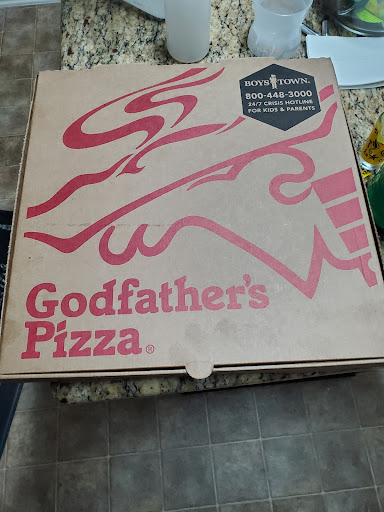 BOYS TOWN.
800-448-3000
24/7 CRISIS HOTLINE
FOR KIDS & PARENTS
Godfather's
Pizza®